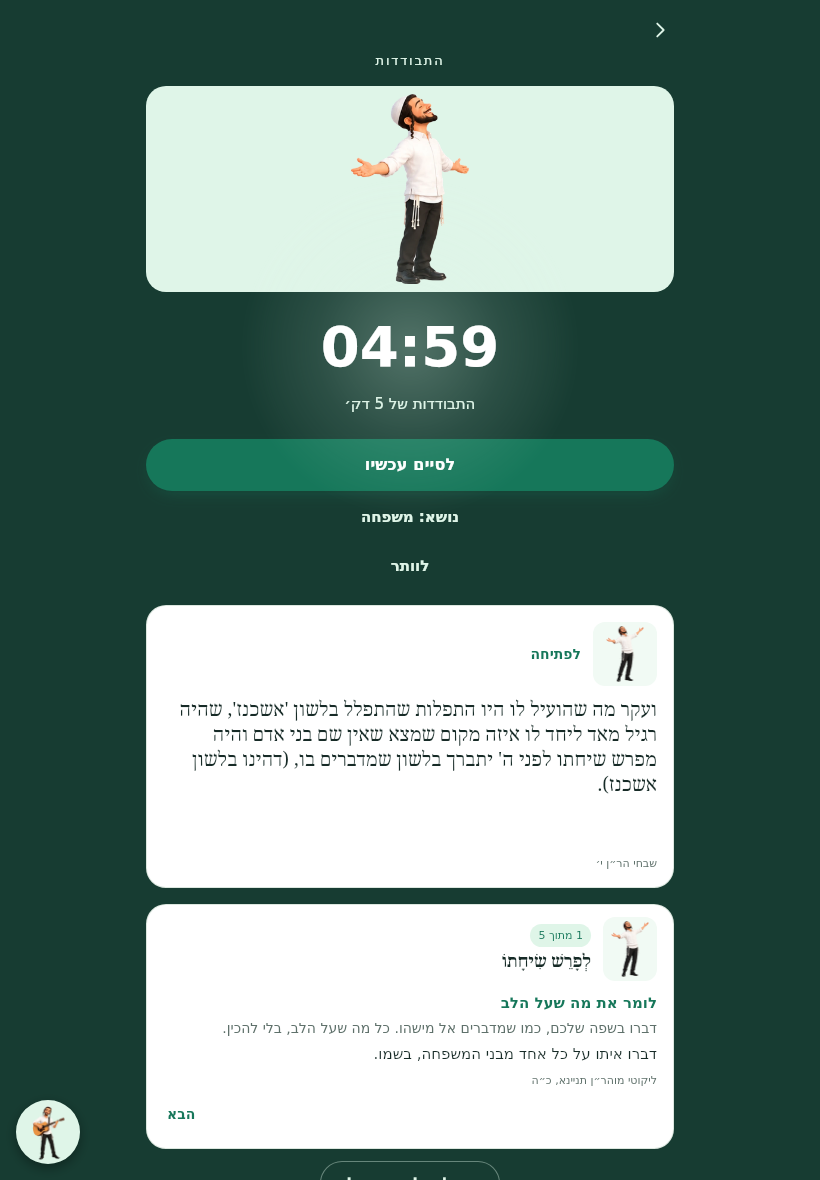 התבודדות
04:59
התבודדות של 5 דק׳
לסיים עכשיו
נושא: משפחה
לוותר
לפתיחה
ועקר מה שהועיל לו היו התפלות שהתפלל בלשון 'אשכנז', שהיה
רגיל מאד ליחד לו איזה מקום שמצא שאין שם בני אדם והיה
מפרש שיחתו לפני ה' יתברך בלשון שמדברים בו, (דהינו בלשון
אשכנז).
שבחי הר״ן י׳
1 מתוך 5
לְפָרֵשׁ שִׂיחָתוֹ
לומר את מה שעל הלב
דברו בשפה שלכם, כמו שמדברים אל מישהו. כל מה שעל הלב, בלי להכין.
דברו איתו על כל אחד מבני המשפחה, בשמו.
ליקוטי מוהר״ן תניינא, כ״ה
הבא